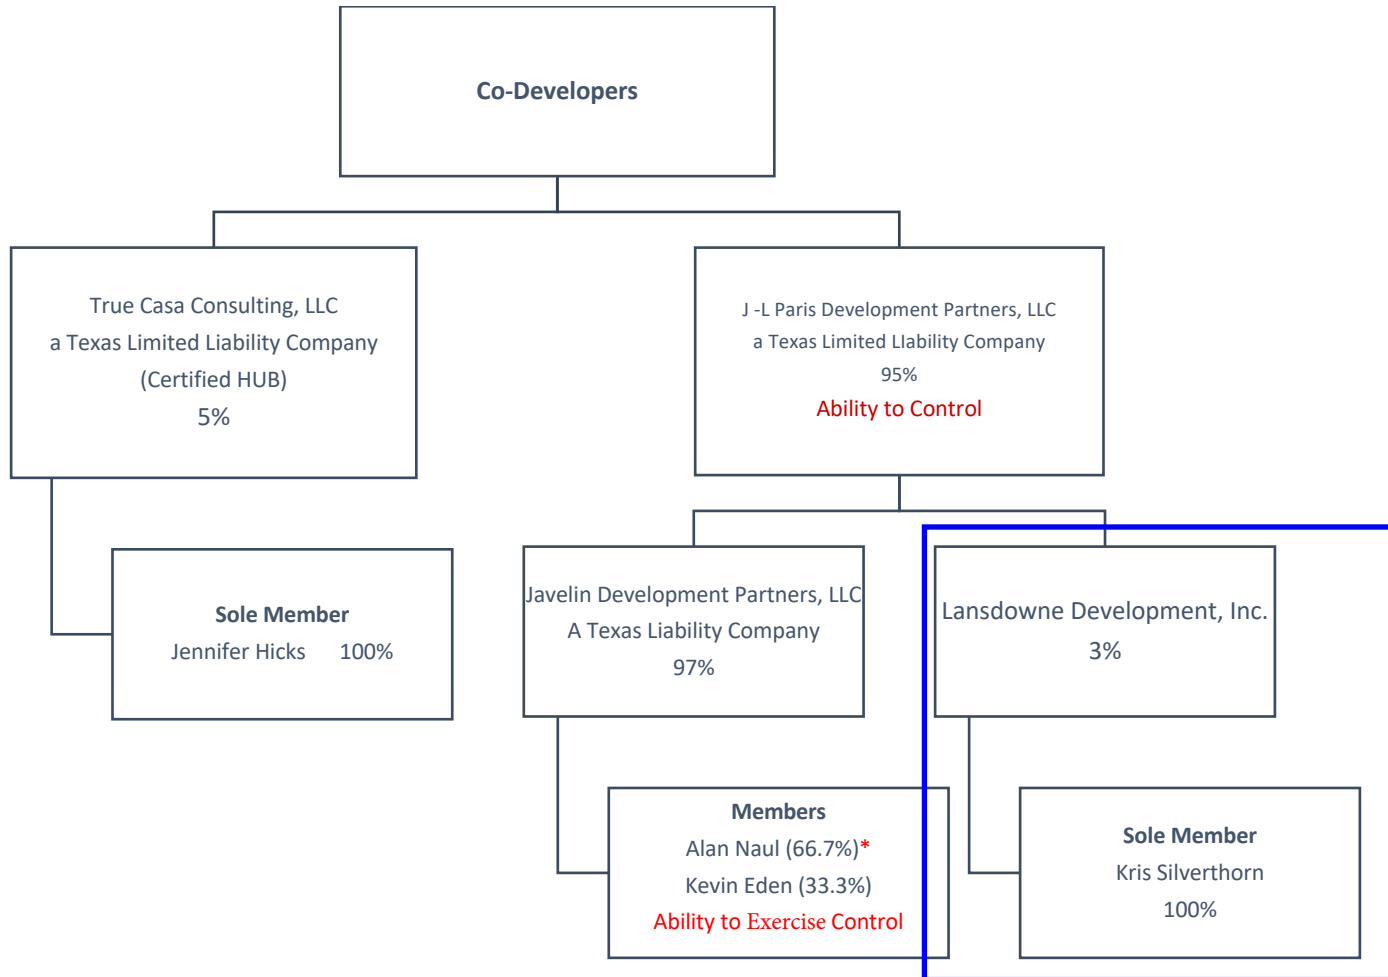 Co-Developers
True Casa Consulting, LLC
a Texas Limited Liability Company
(Certified HUB)
5%
J -L Paris Development Partners, LLC
a Texas Limited LIability Company
95%
Ability to Control
Sole Member
Jennifer Hicks 100%
Javelin Development Partners, LLC
A Texas Liability Company
97%
Lansdowne Development, Inc.
3%
Members
Alan Naul (66.7%)*
Kevin Eden (33.3%)
Ability to Exercise Control
Sole Member
Kris Silverthorn
100%